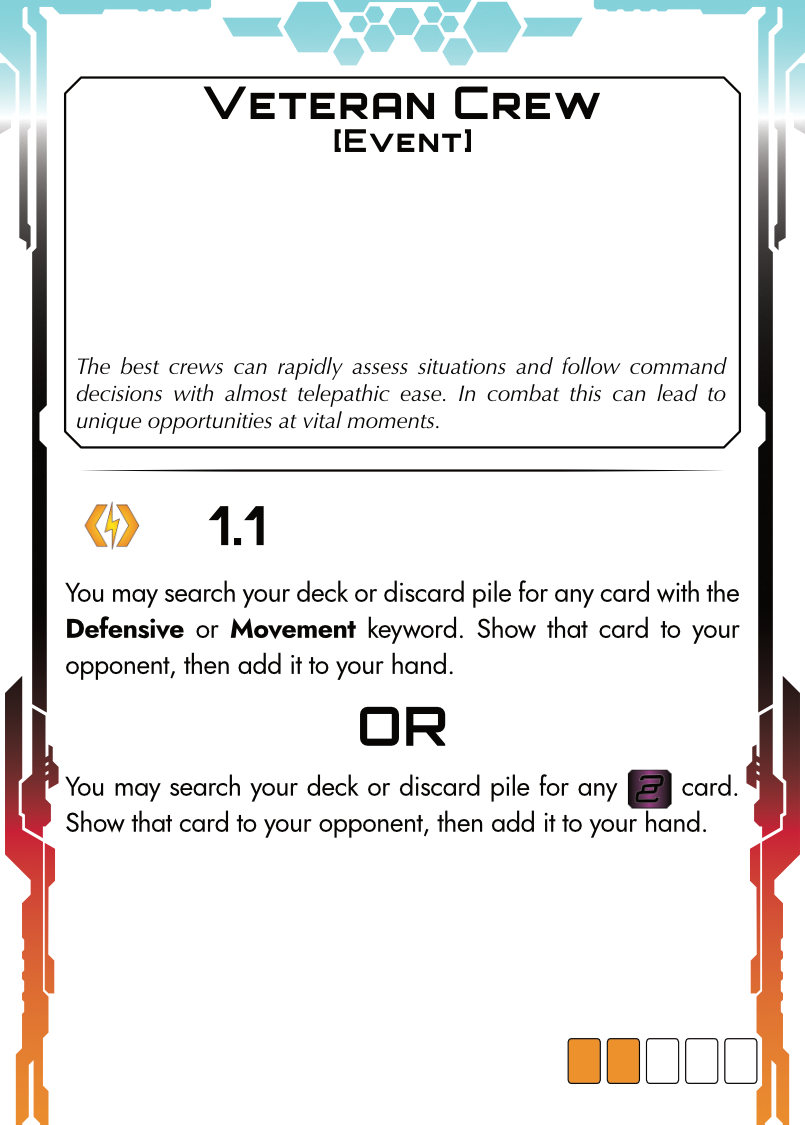 Veteran Crew
[Event]
The best crews can rapidly assess situations and follow command
decisions with almost telepathic ease. In combat this can lead to
unique opportunities at vital moments.
1.1
You may search your deck or discard pile for any card with the
Defensive or Movement keyword. Show that card to your
opponent, then add it to your hand.
OR
You may search your deck or discard pile for any 2 card.
Show that card to your opponent, then add it to your hand.